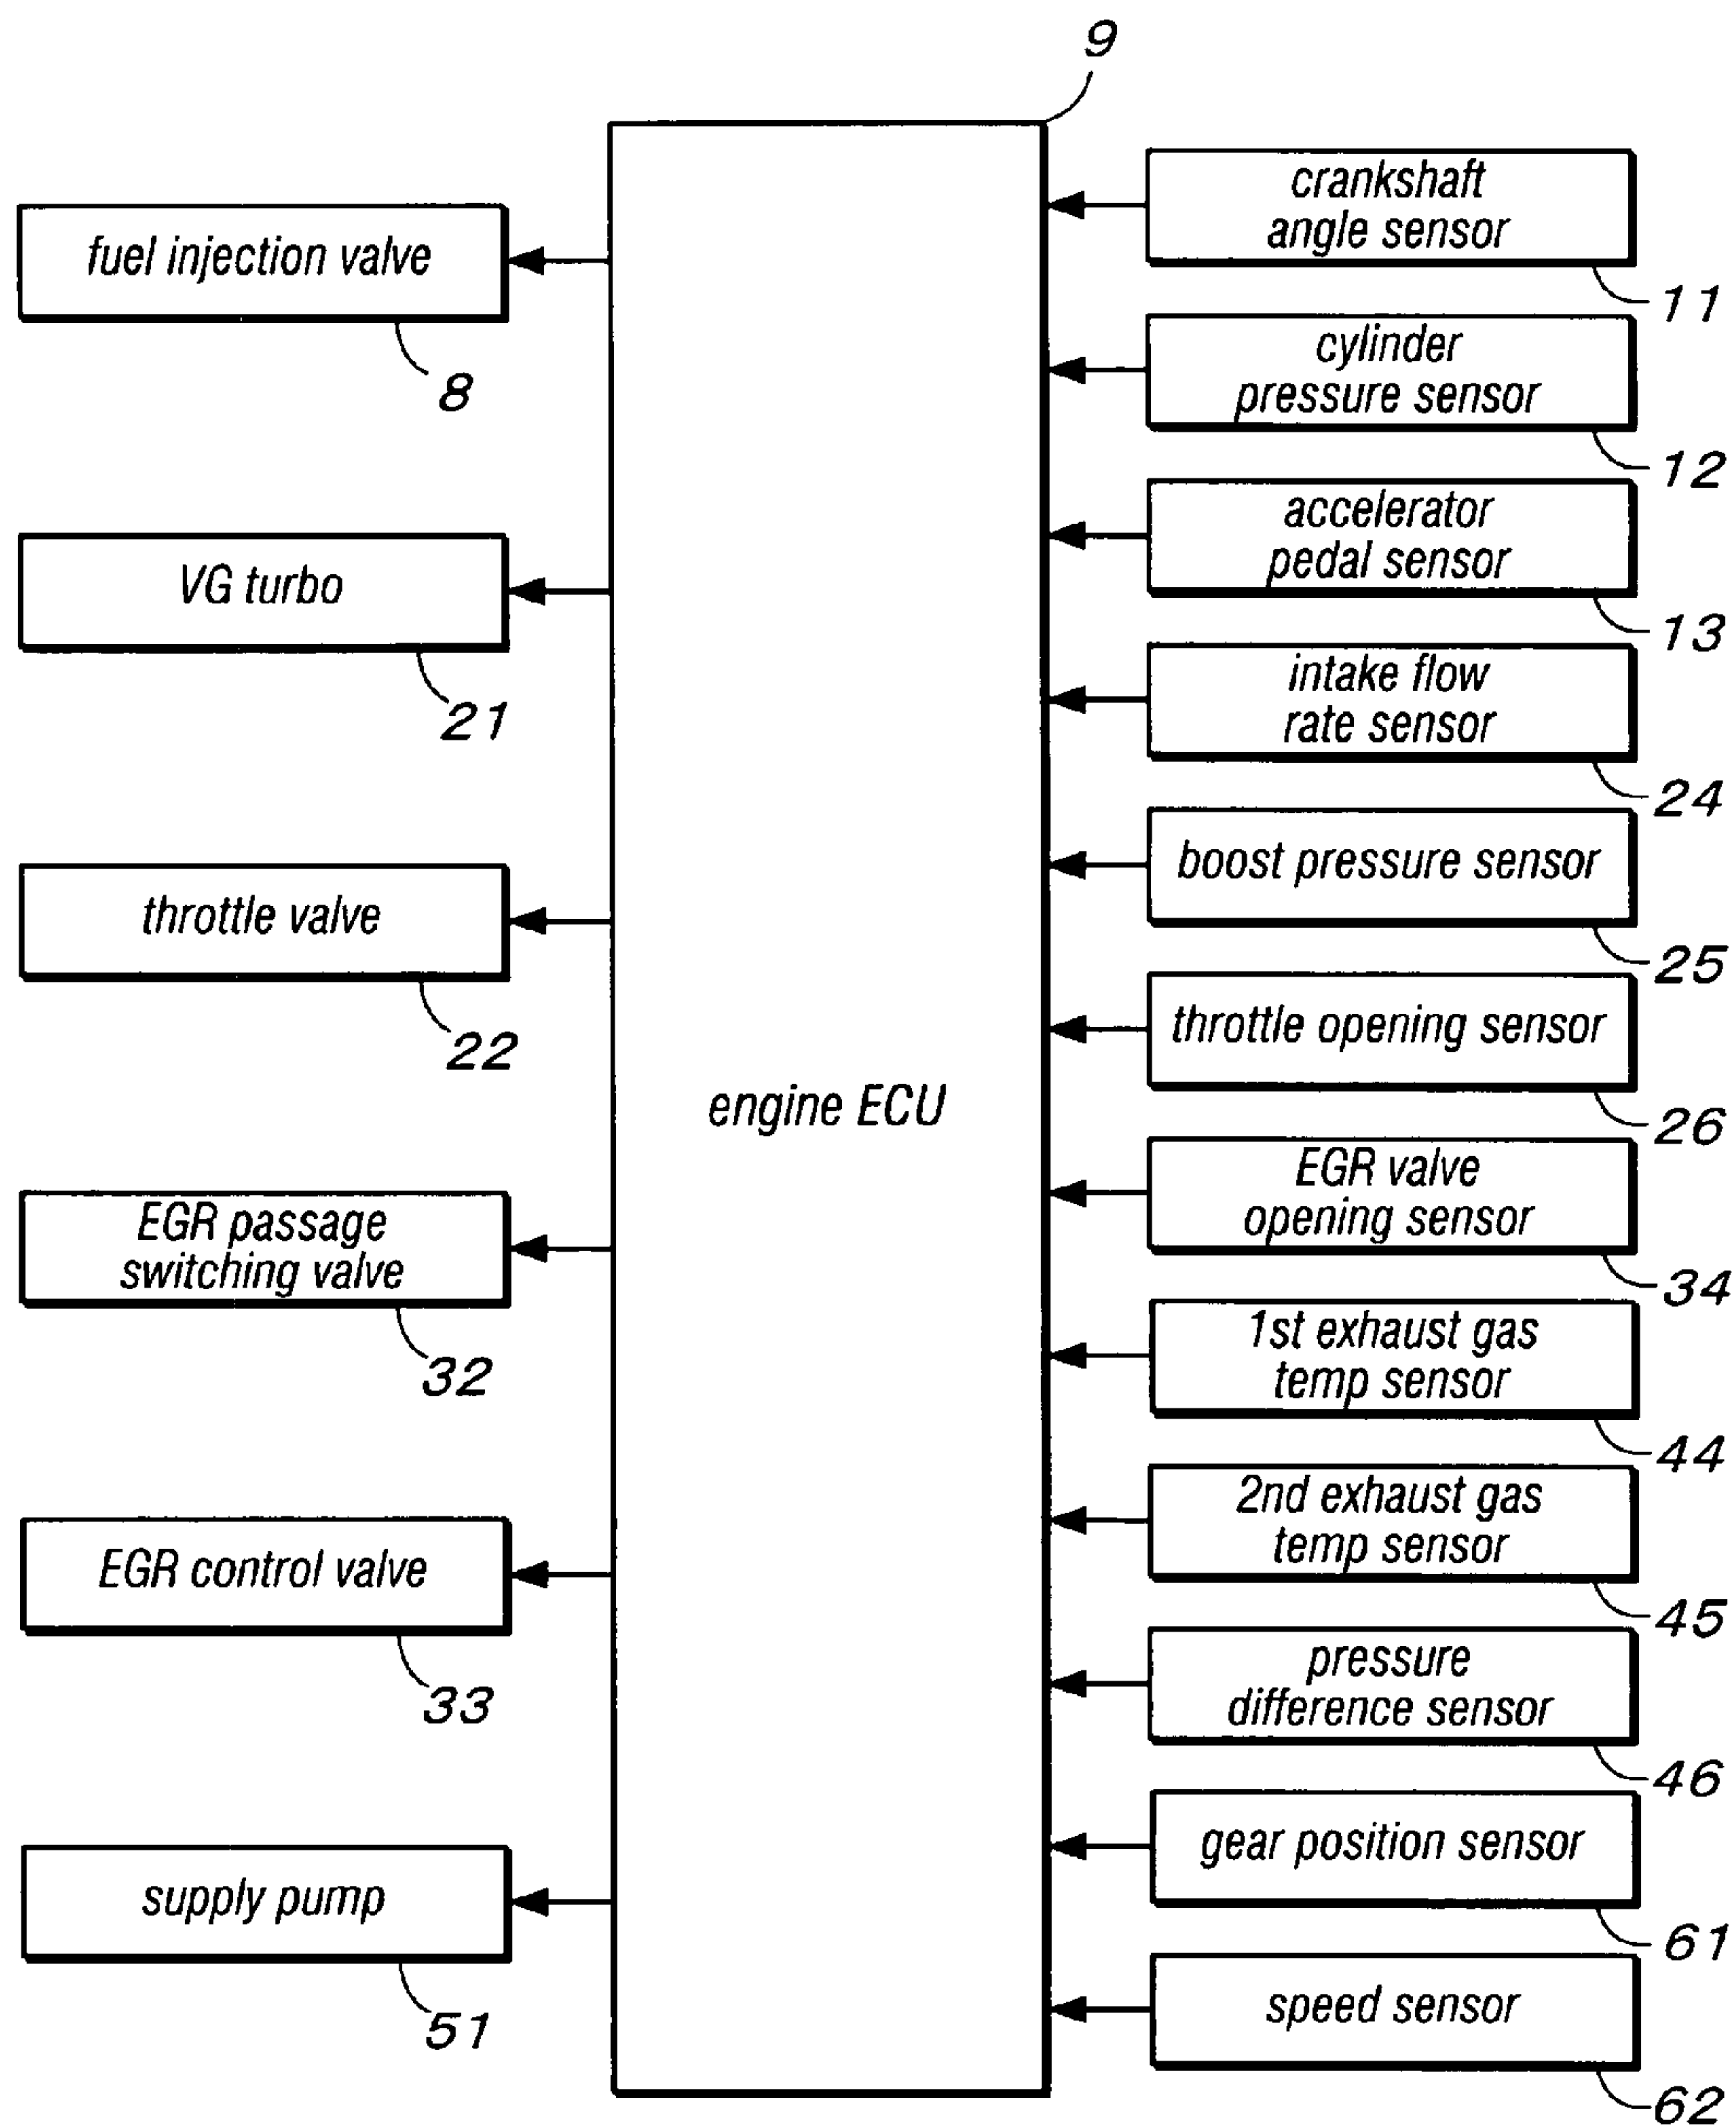 9
fuel injection valve
8
VG turbo
21
throttle valve
22
EGR passage
switching valve
32
EGR control valve
33
supply pump
51
engine ECU
crankshaft
angle sensor
11
cylinder
pressure sensor
12
accelerator
pedal sensor
13
intake flow
rate sensor
24
boost pressure sensor
25
throttle opening sensor
26
EGR valve
opening sensor
34
1st exhaust gas
temp sensor
44
2nd exhaust gas
temp sensor
45
pressure
difference sensor
46
gear position sensor
61
speed sensor
62